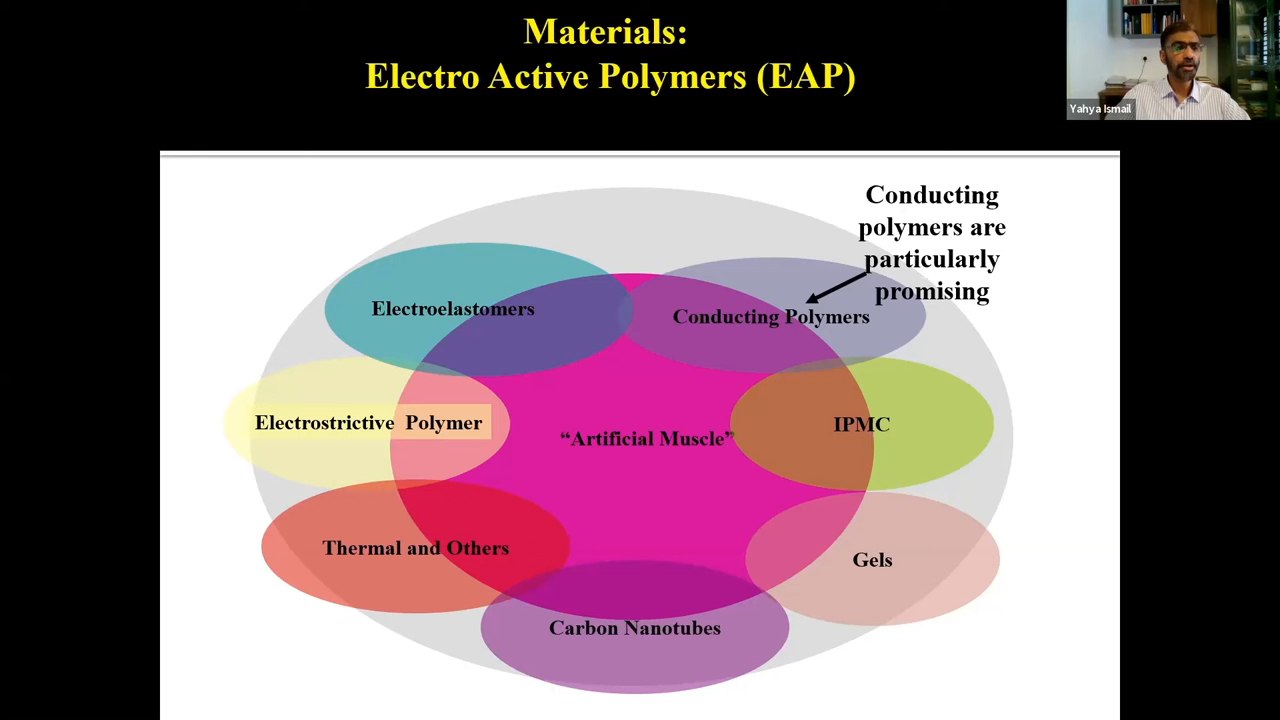 Materials:
Electro Active Polymers (EAP)
Yahya Ismail
Conducting
polymers are
particularly
promising
Electroelastomers
Conducting Polymers
Electrostrictive Polymer
IPMC
“Artificial Muscle”
Thermal and Others
Gels
Carbon Nanotubes